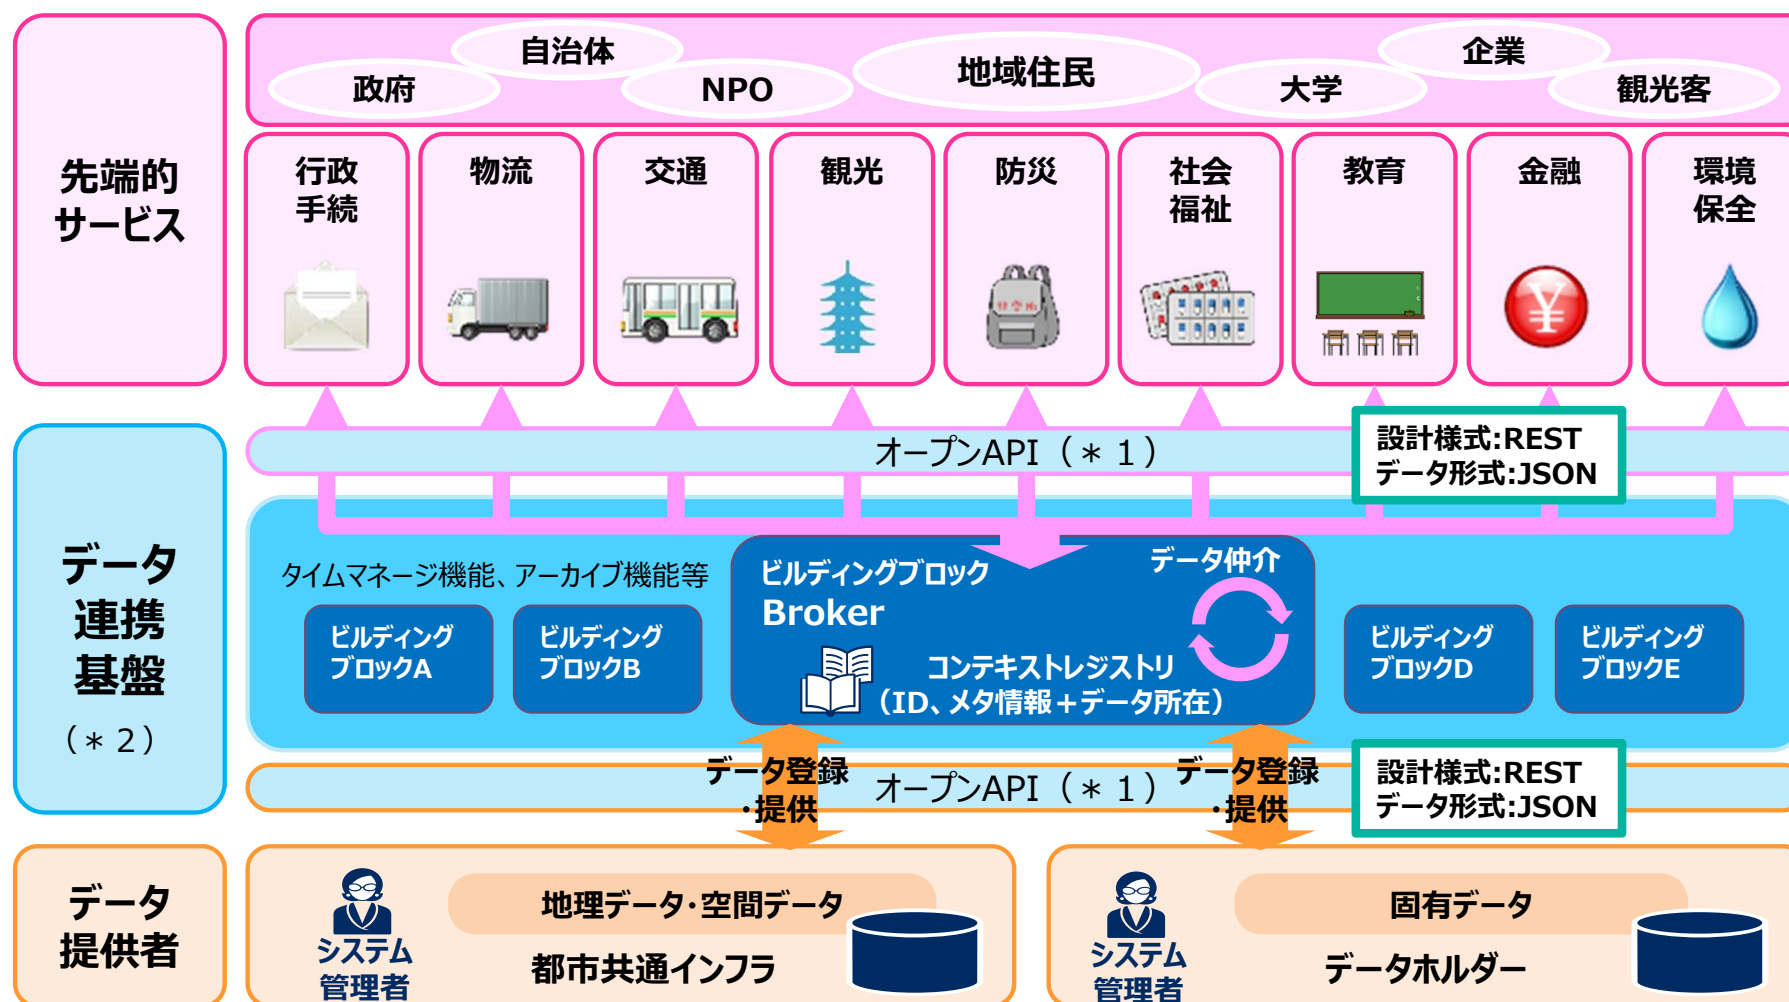 先端的
サービス
政府
自治体
NPO
地域住民
大学
企業
観光客
行政
手続
物流
交通
観光
防災
社会
福祉
教育
金融
環境
保全
データ
連携
基盤
（＊２）
オープンAPI（＊１）
設計様式:REST
データ形式:JSON
タイムマネージ機能、アーカイブ機能等
ビルディング
ブロックA
ビルディング
ブロックB
ビルディングブロック
Broker
データ仲介
コンテキストレジストリ
（ID、メタ情報＋データ所在）
ビルディング
ブロックD
ビルディング
ブロックE
データ登録
・提供
オープンAPI（＊１）
データ登録
・提供
設計様式:REST
データ形式:JSON
データ
提供者
システム
管理者
地理データ・空間データ
都市共通インフラ
システム
管理者
固有データ
データホルダー